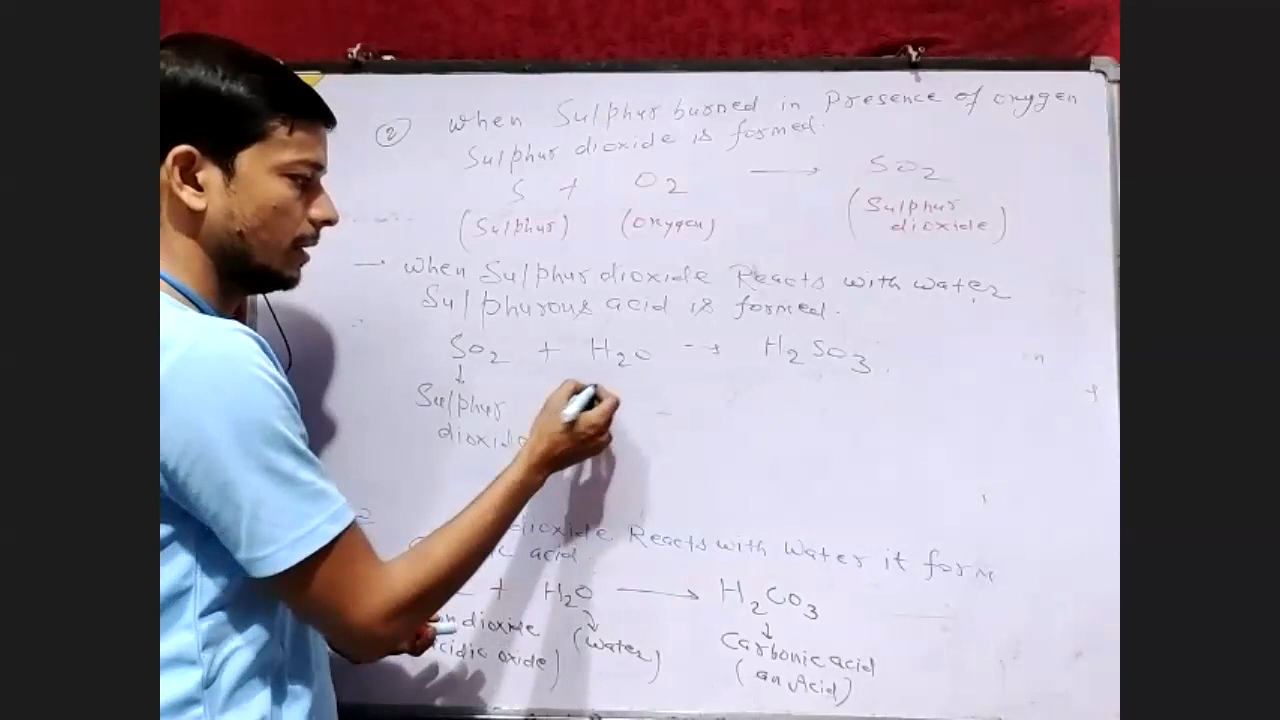 ② when Sulphur burned in Presence of oxygen
Sulphur dioxide is formed.
S + O2 → SO2
(Sulphur) (Oxygen) (Sulphur
dioxide)
→ when Sulphur dioxide Reacts with water
Sulphurous acid is formed.
SO2 + H2O → H2SO3
↓
Sulphur
dioxide
dioxide Reacts with Water it form
acid.
+ H2O → H2CO3
dioxide (Water) Carbonic acid
oxide) (an Acid)